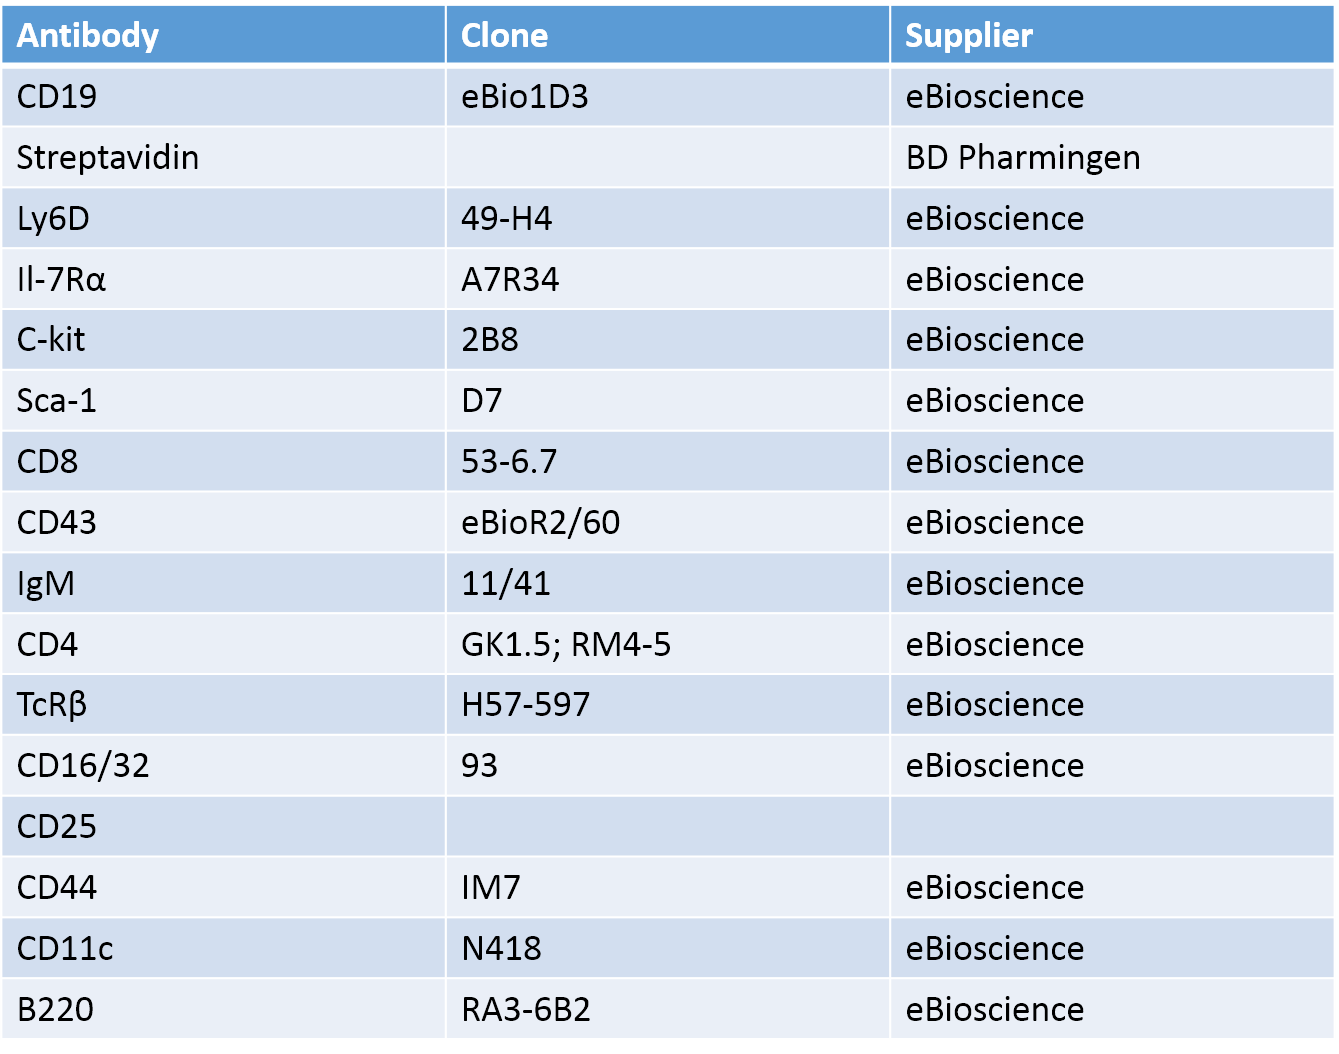 Antibody Clone Supplier
CD19 eBio1D3 eBioscience
Streptavidin BD Pharmingen
Ly6D 49-H4 eBioscience
Il-7Rα A7R34 eBioscience
C-kit 2B8 eBioscience
Sca-1 D7 eBioscience
CD8 53-6.7 eBioscience
CD43 eBioR2/60 eBioscience
IgM 11/41 eBioscience
CD4 GK1.5; RM4-5 eBioscience
TcRβ H57-597 eBioscience
CD16/32 93 eBioscience
CD25
CD44 IM7 eBioscience
CD11c N418 eBioscience
B220 RA3-6B2 eBioscience